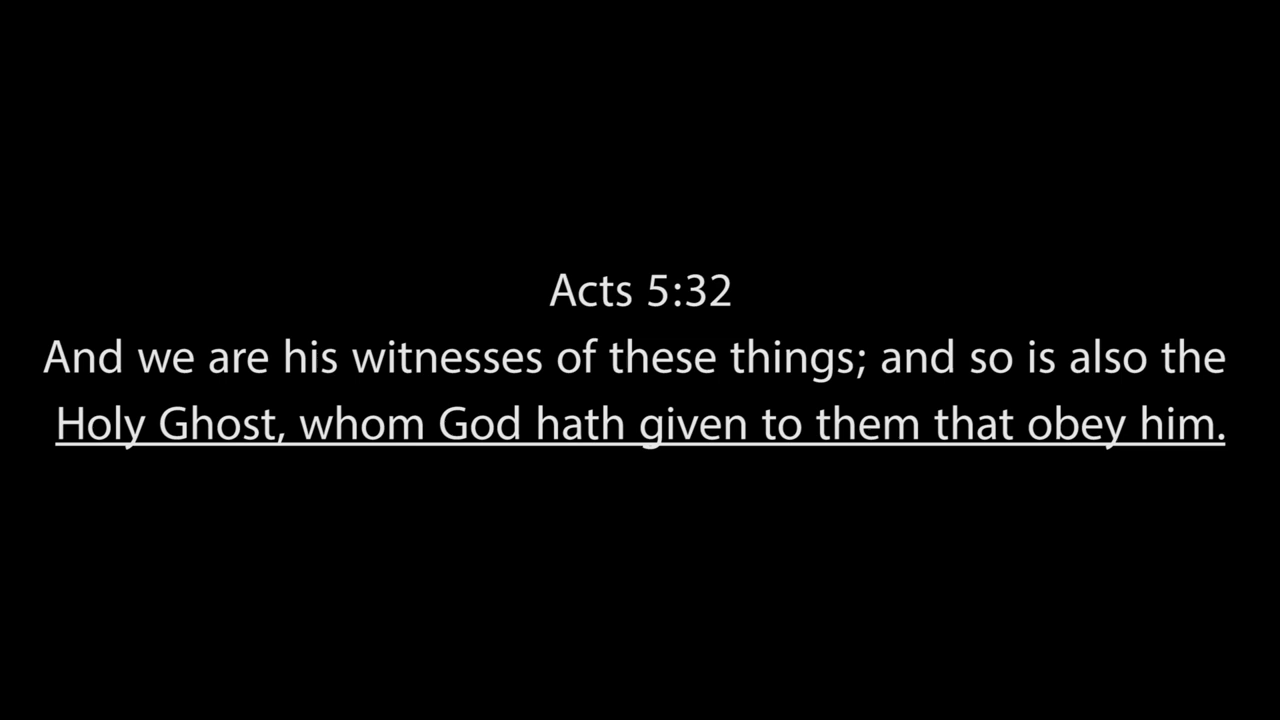 Acts 5:32
And we are his witnesses of these things; and so is also the
Holy Ghost, whom God hath given to them that obey him.